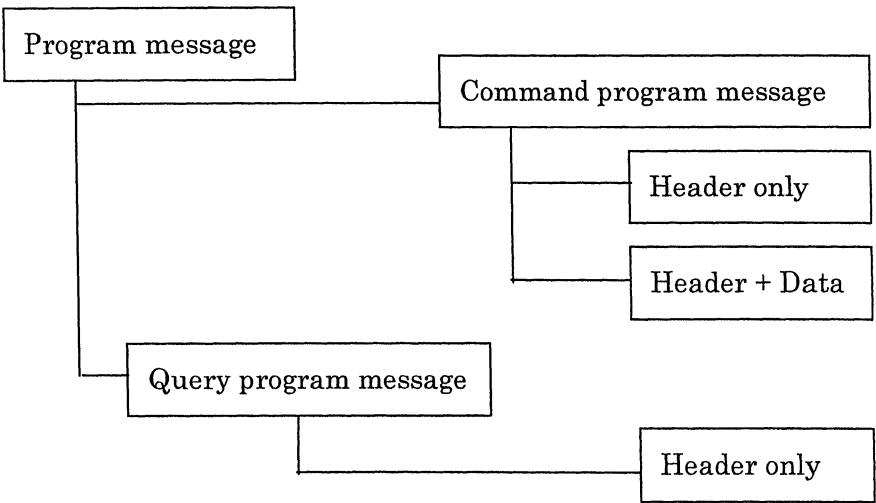 Program message
Command program message
Header only
Header + Data
Query program message
Header only